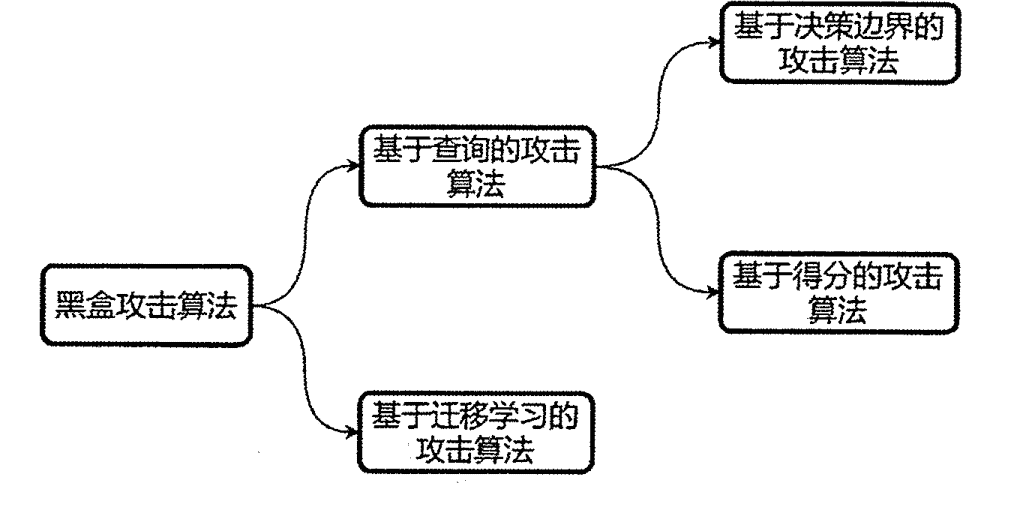 基于决策边界的
攻击算法
基于查询的攻击
算法
黑盒攻击算法
基于得分的攻击
算法
基于迁移学习的
攻击算法